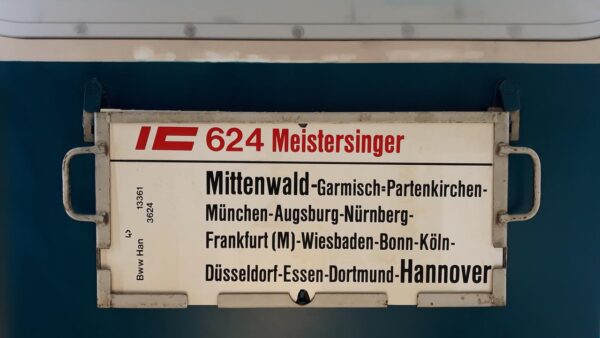 IC 624 Meistersinger
Mittenwald-Garmisch-Partenkirchen-
München-Augsburg-Nürnberg-
Frankfurt (M)-Wiesbaden-Bonn-Köln-
Düsseldorf-Essen-Dortmund-Hannover
13361
3624
Bww Han 3